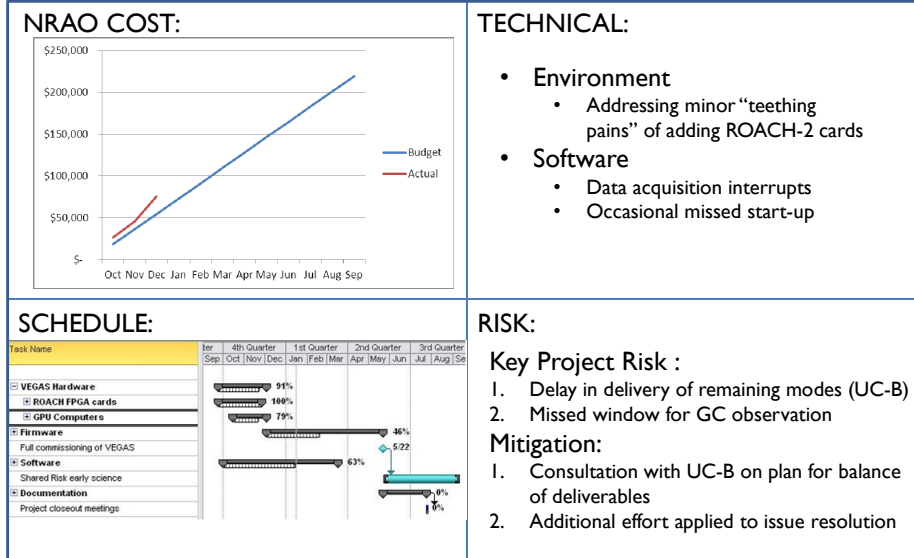 NRAO COST:
$250,000
$200,000
$150,000
$100,000
$50,000
$-
Oct Nov Dec Jan Feb Mar Apr May Jun Jul Aug Sep
Budget
Actual
TECHNICAL:
• Environment
• Addressing minor “teething
pains” of adding ROACH-2 cards
• Software
• Data acquisition interrupts
• Occasional missed start-up
SCHEDULE:
Task Name
ter 4th Quarter 1st Quarter 2nd Quarter 3rd Quarter
Sep Oct Nov Dec Jan Feb Mar Apr May Jun Jul Aug Se
VEGAS Hardware 91%
ROACH FPGA cards 100%
GPU Computers 79%
Firmware 46%
Full commissioning of VEGAS 5/22
Software 63%
Shared Risk early science
Documentation 0%
Project closeout meetings 0%
RISK:
Key Project Risk :
1. Delay in delivery of remaining modes (UC-B)
2. Missed window for GC observation
Mitigation:
1. Consultation with UC-B on plan for balance
of deliverables
2. Additional effort applied to issue resolution